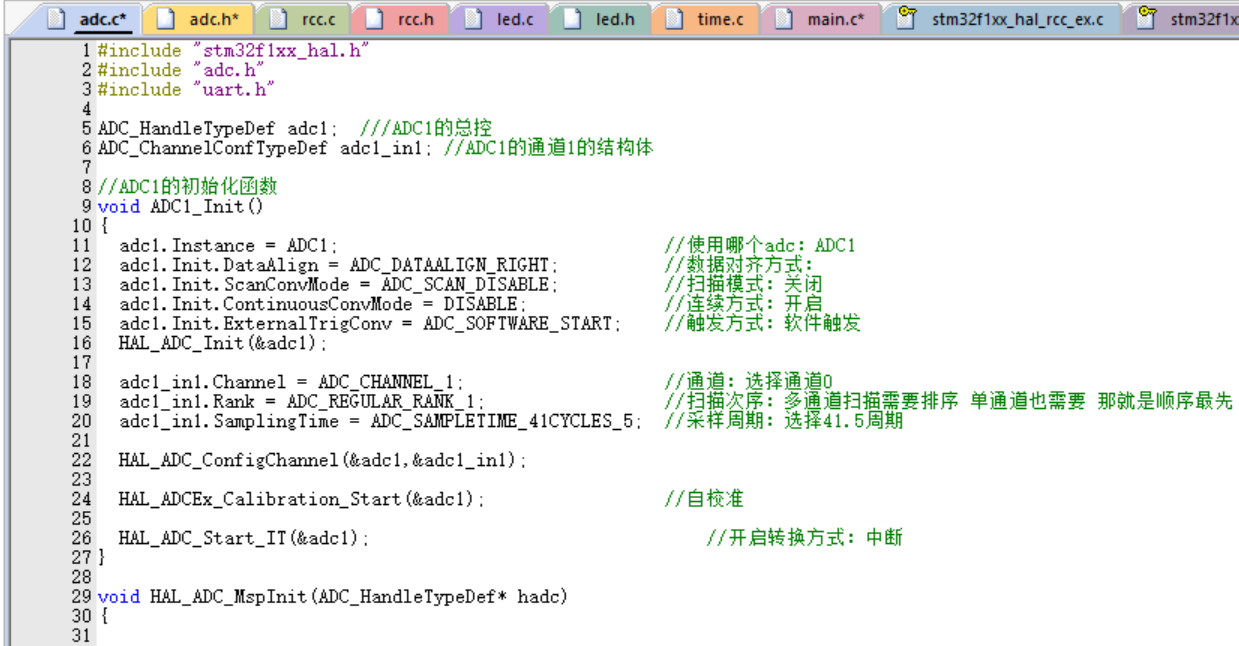 adc.c* adc.h* rcc.c rcc.h led.c led.h time.c main.c* stm32f1xx_hal_rcc_ex.c stm32f1x
1 #include "stm32f1xx_hal.h"
2 #include "adc.h"
3 #include "uart.h"
4
5 ADC_HandleTypeDef adc1; ///ADC1的总控
6 ADC_ChannelConfTypeDef adc1_in1; //ADC1的通道1的结构体
7
8 //ADC1的初始化函数
9 void ADC1_Init()
10 {
11 adc1.Instance = ADC1; //使用哪个adc: ADC1
12 adc1.Init.DataAlign = ADC_DATAALIGN_RIGHT; //数据对齐方式:
13 adc1.Init.ScanConvMode = ADC_SCAN_DISABLE; //扫描模式: 关闭
14 adc1.Init.ContinuousConvMode = DISABLE; //连续方式: 开启
15 adc1.Init.ExternalTrigConv = ADC_SOFTWARE_START; //触发方式: 软件触发
16 HAL_ADC_Init(&adc1);
17
18 adc1_in1.Channel = ADC_CHANNEL_1; //通道: 选择通道0
19 adc1_in1.Rank = ADC_REGULAR_RANK_1; //扫描次序: 多通道扫描需要排序 单通道也需要 那就是顺序最先
20 adc1_in1.SamplingTime = ADC_SAMPLETIME_41CYCLES_5; //采样周期: 选择41.5周期
21
22 HAL_ADC_ConfigChannel(&adc1,&adc1_in1);
23
24 HAL_ADCEx_Calibration_Start(&adc1); //自校准
25
26 HAL_ADC_Start_IT(&adc1); //开启转换方式: 中断
27 }
28
29 void HAL_ADC_MspInit(ADC_HandleTypeDef* hadc)
30 {
31